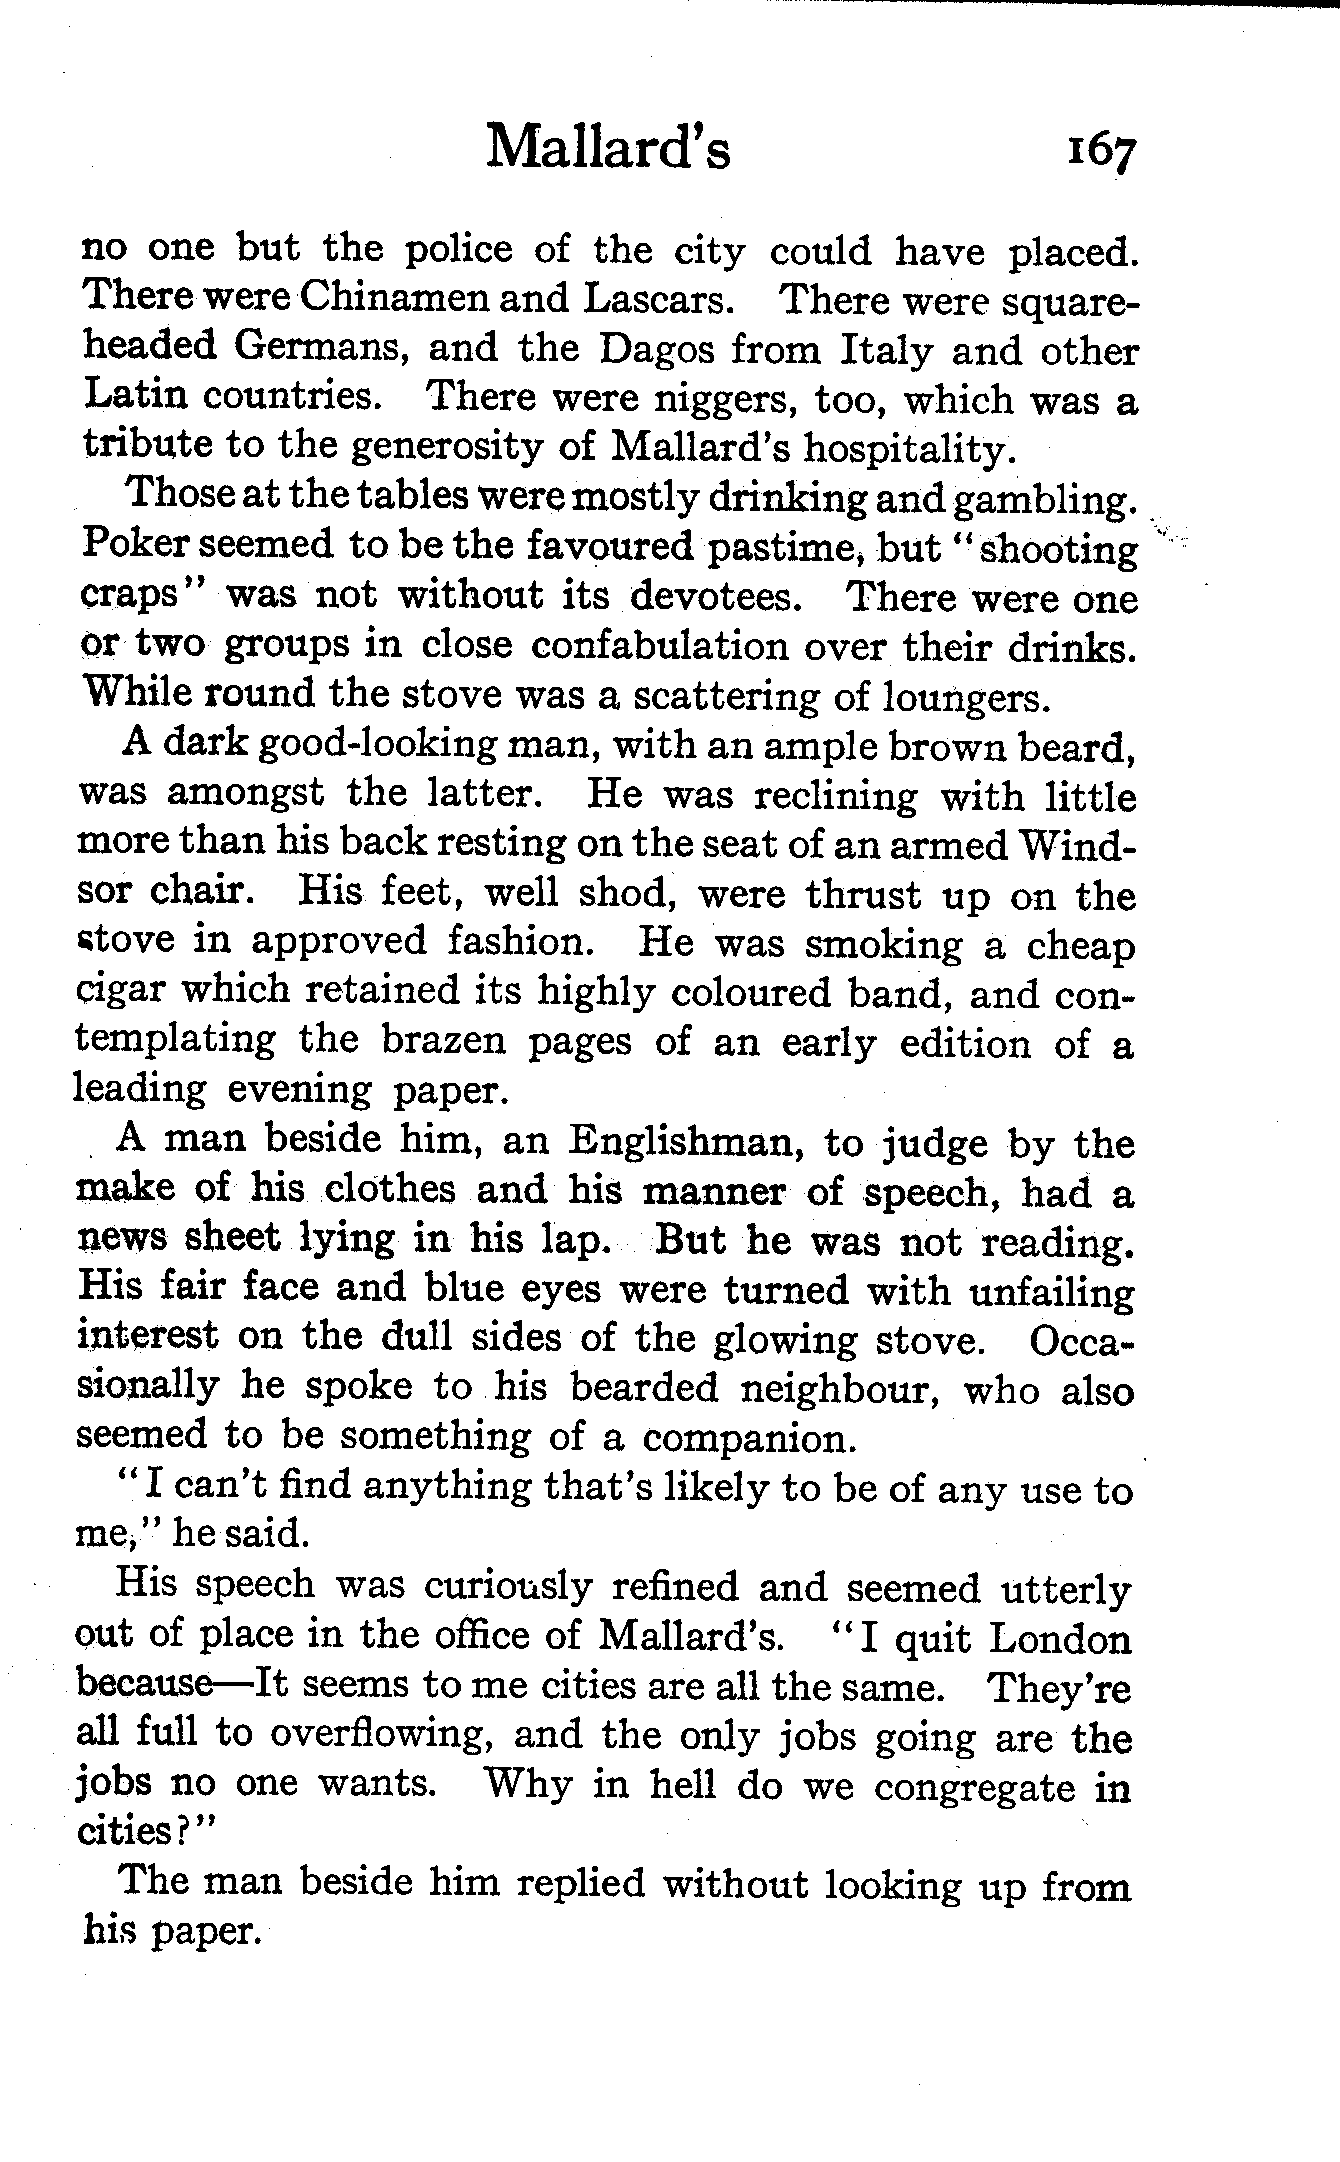 Mallard's 167
no one but the police of the city could have placed.
There were Chinamen and Lascars. There were square-
headed Germans, and the Dagos from Italy and other
Latin countries. There were niggers, too, which was a
tribute to the generosity of Mallard's hospitality.
Those at the tables were mostly drinking and gambling.
Poker seemed to be the favoured pastime, but "shooting
craps" was not without its devotees. There were one
or two groups in close confabulation over their drinks.
While round the stove was a scattering of loungers.
A dark good-looking man, with an ample brown beard,
was amongst the latter. He was reclining with little
more than his back resting on the seat of an armed Wind-
sor chair. His feet, well shod, were thrust up on the
stove in approved fashion. He was smoking a cheap
cigar which retained its highly coloured band, and con-
templating the brazen pages of an early edition of a
leading evening paper.
A man beside him, an Englishman, to judge by the
make of his clothes and his manner of speech, had a
news sheet lying in his lap. But he was not reading.
His fair face and blue eyes were turned with unfailing
interest on the dull sides of the glowing stove. Occa-
sionally he spoke to his bearded neighbour, who also
seemed to be something of a companion.
"I can't find anything that's likely to be of any use to
me," he said.
His speech was curiously refined and seemed utterly
out of place in the office of Mallard's. "I quit London
because—It seems to me cities are all the same. They're
all full to overflowing, and the only jobs going are the
jobs no one wants. Why in hell do we congregate in
cities?"
The man beside him replied without looking up from
his paper.